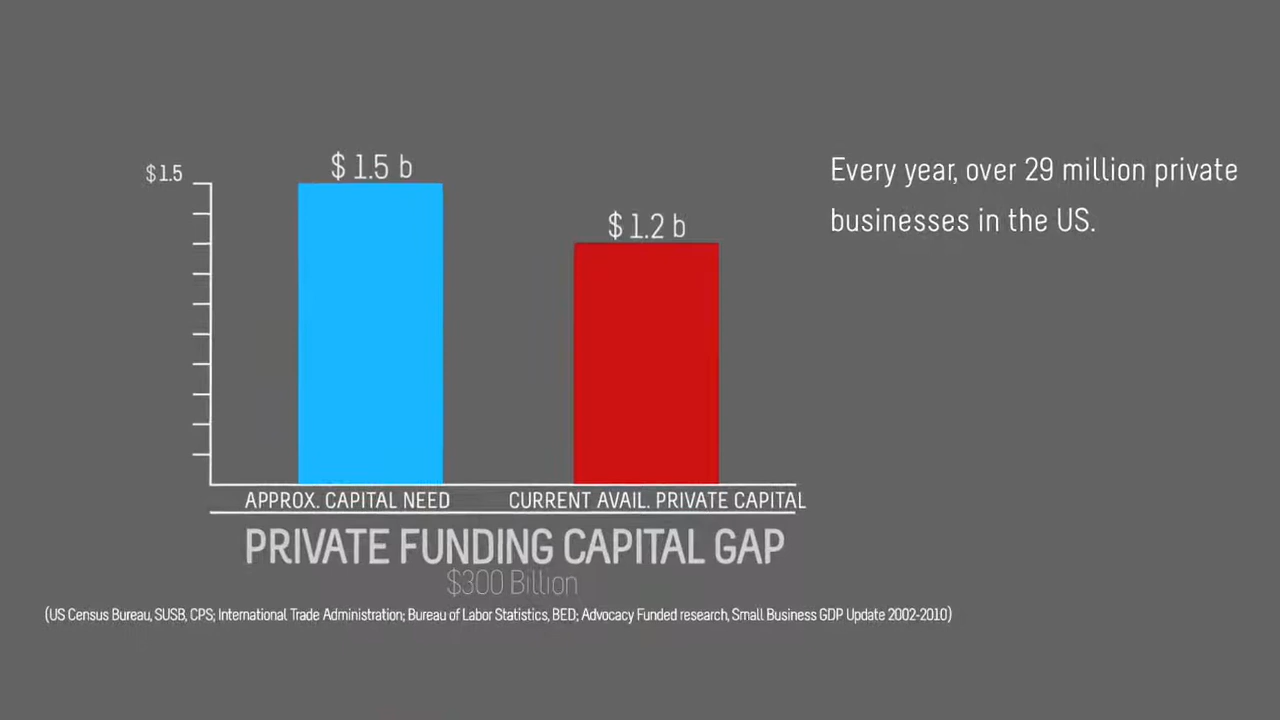 $ 1.5 b
$ 1.5
$ 1.2 b
APPROX. CAPITAL NEED
CURRENT AVAIL. PRIVATE CAPITAL
PRIVATE FUNDING CAPITAL GAP
$300 Billion
(US Census Bureau, SUSB, CPS; International Trade Administration; Bureau of Labor Statistics, BED; Advocacy Funded research, Small Business GDP Update 2002-2010)
Every year, over 29 million private
businesses in the US.